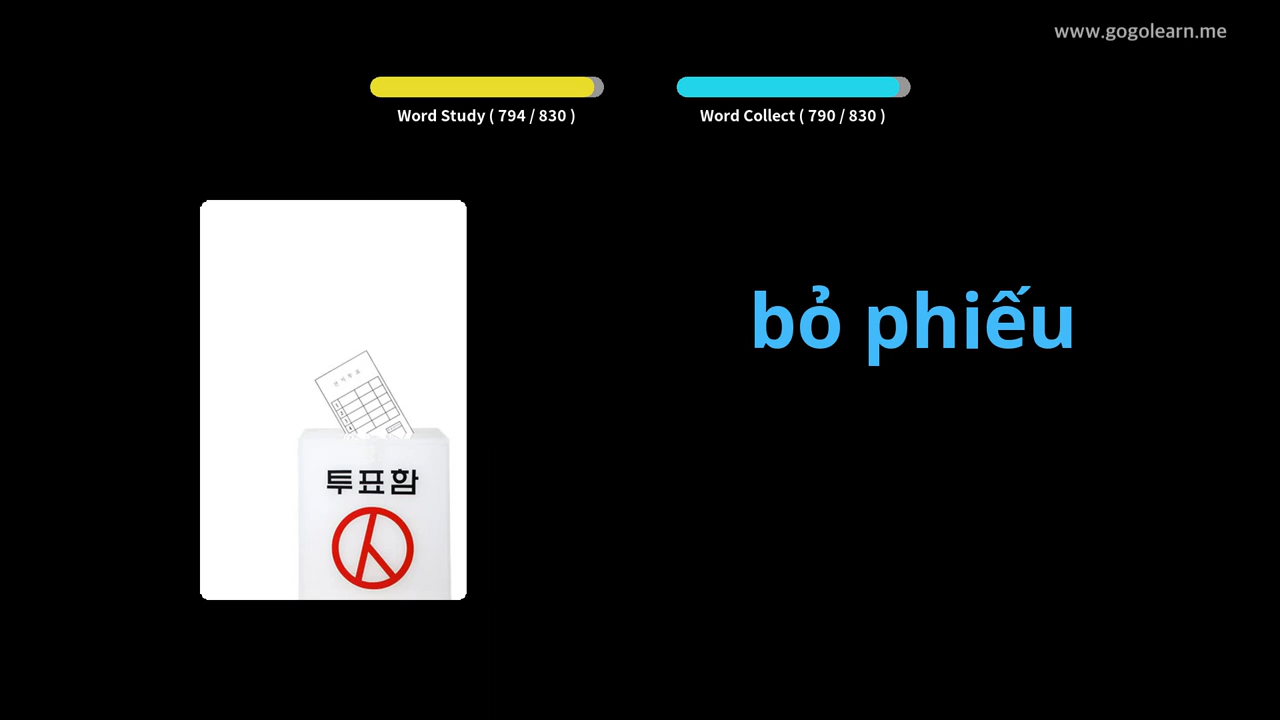 www.gogolearn.me
Word Study ( 794 / 830 )
Word Collect ( 790 / 830 )
bỏ phiếu
투표함